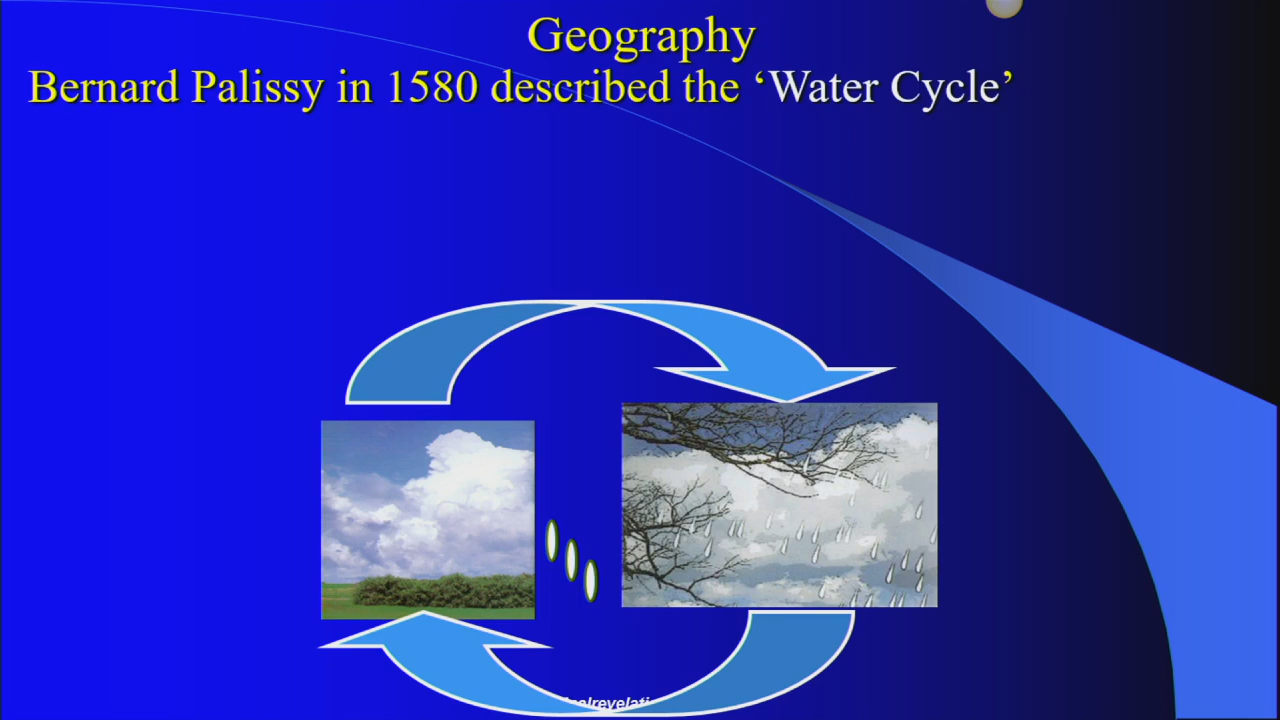 Geography
Bernard Palissy in 1580 described the ‘Water Cycle’